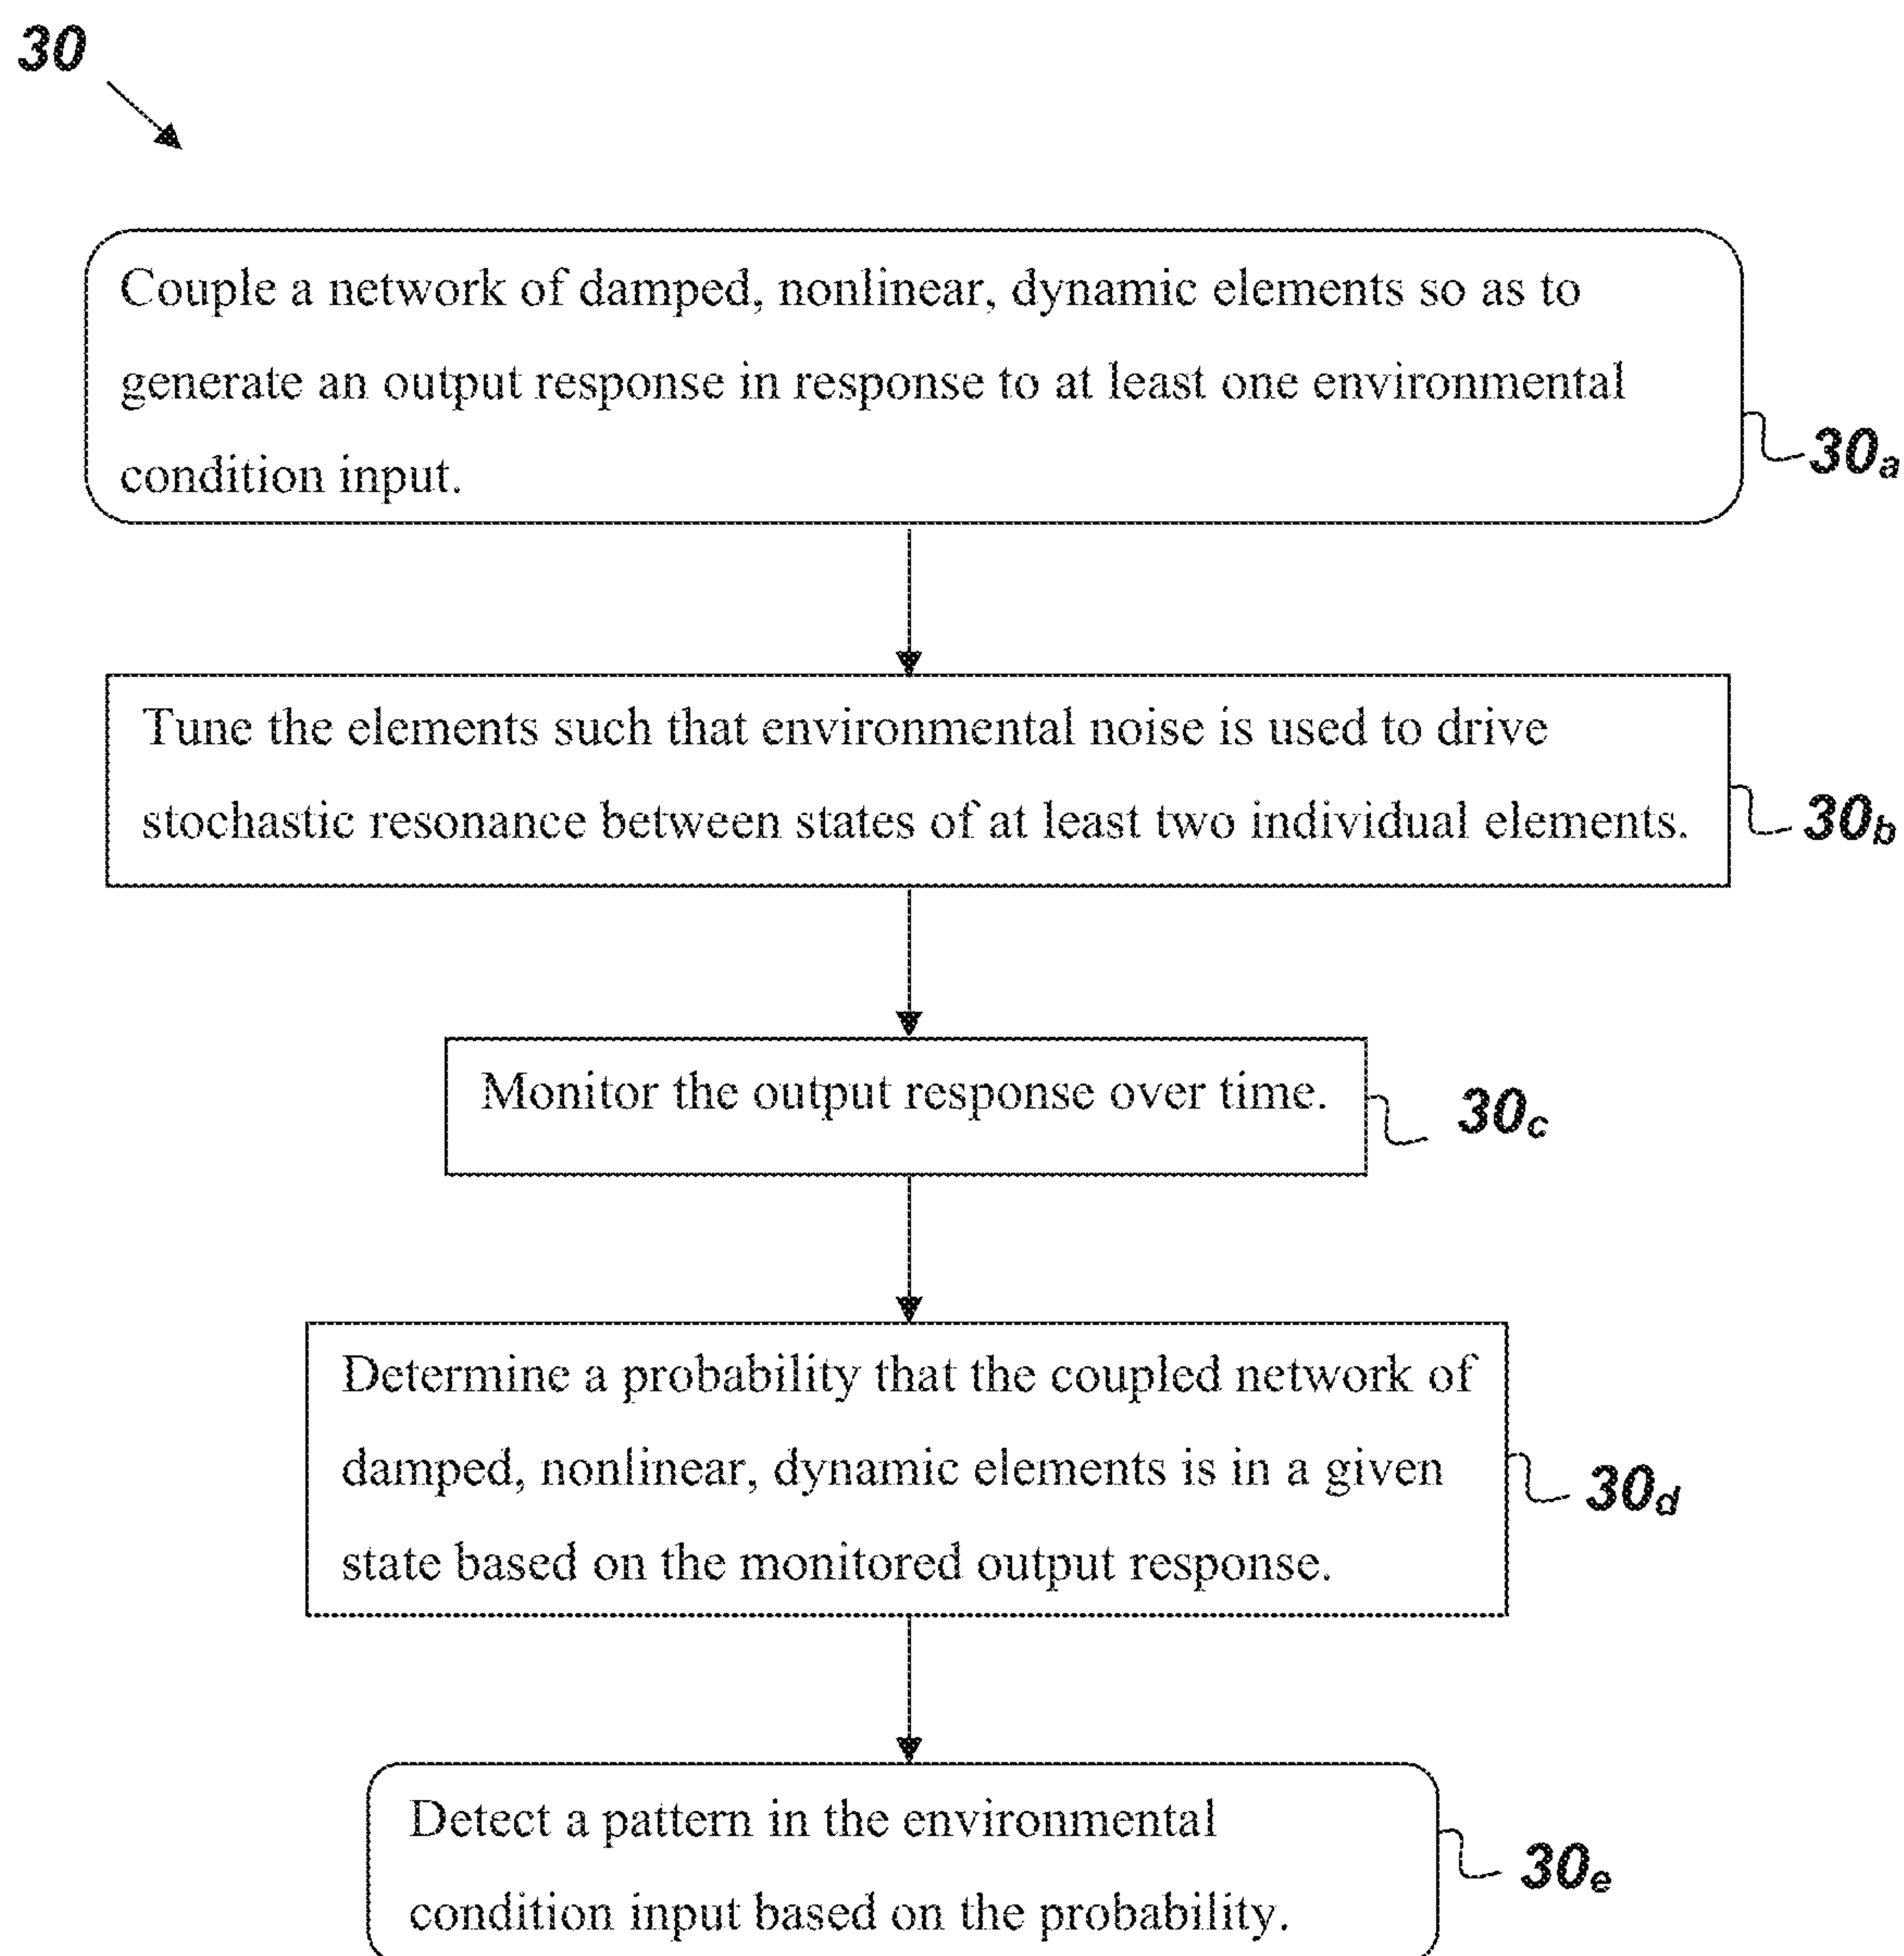 30
Couple a network of damped, nonlinear, dynamic elements so as to
generate an output response in response to at least one environmental
condition input.
30a
Tune the elements such that environmental noise is used to drive
stochastic resonance between states of at least two individual elements.
30b
Monitor the output response over time.
30c
Determine a probability that the coupled network of
damped, nonlinear, dynamic elements is in a given
state based on the monitored output response.
30d
Detect a pattern in the environmental
condition input based on the probability.
30e